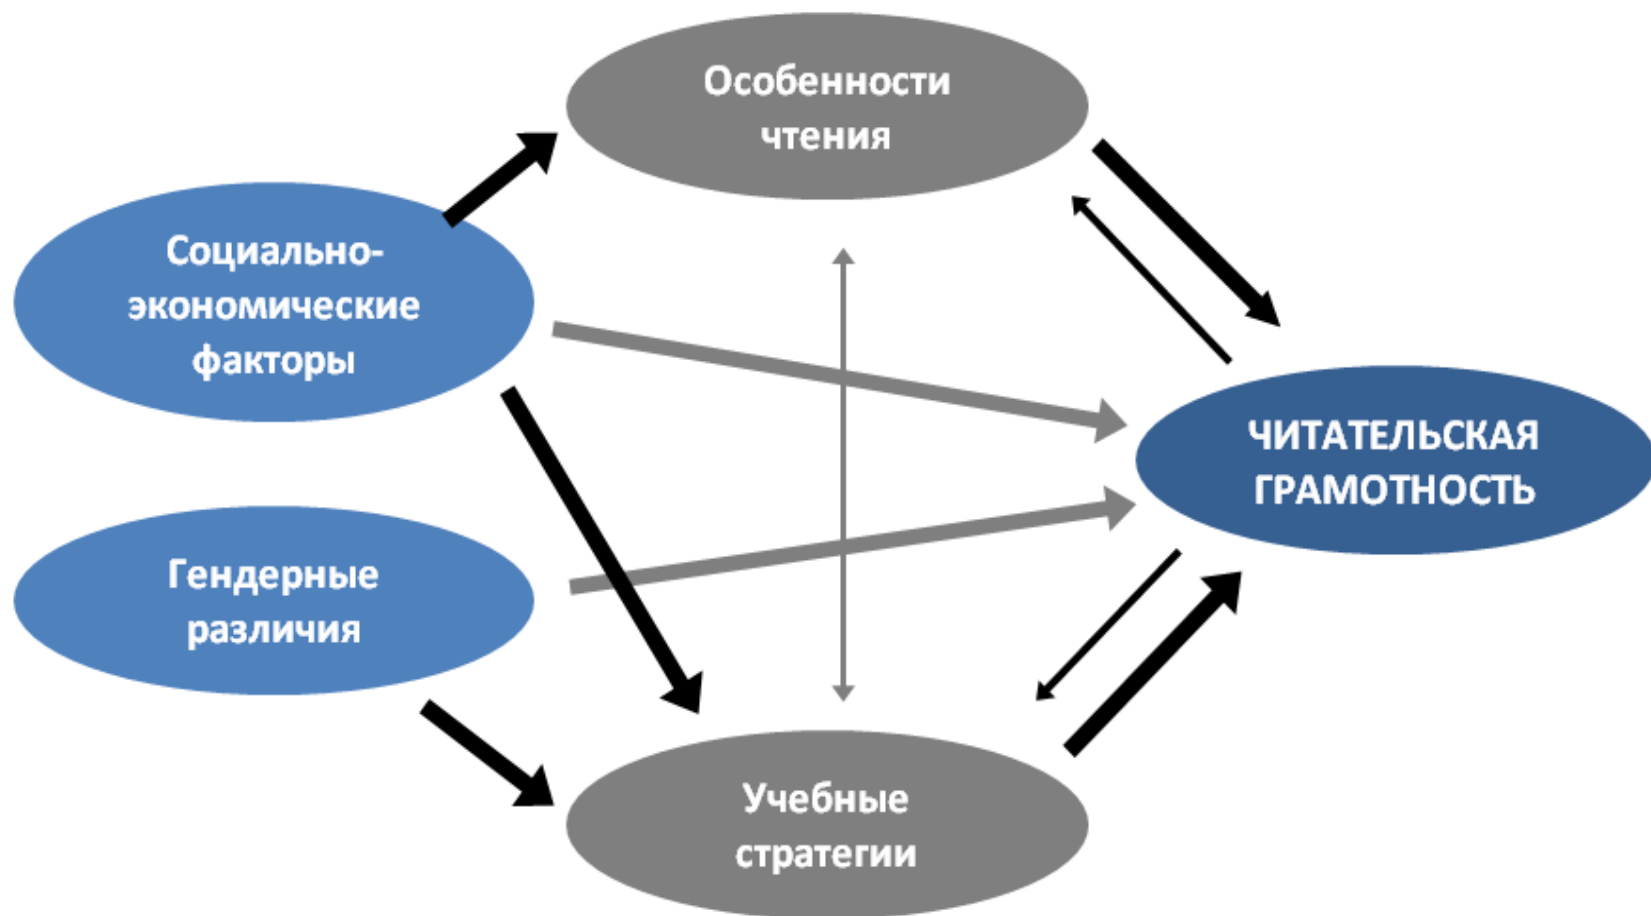 Особенности
чтения
Социально-
экономические
факторы
ЧИТАТЕЛЬСКАЯ
ГРАМОТНОСТЬ
Гендерные
различия
Учебные
стратегии